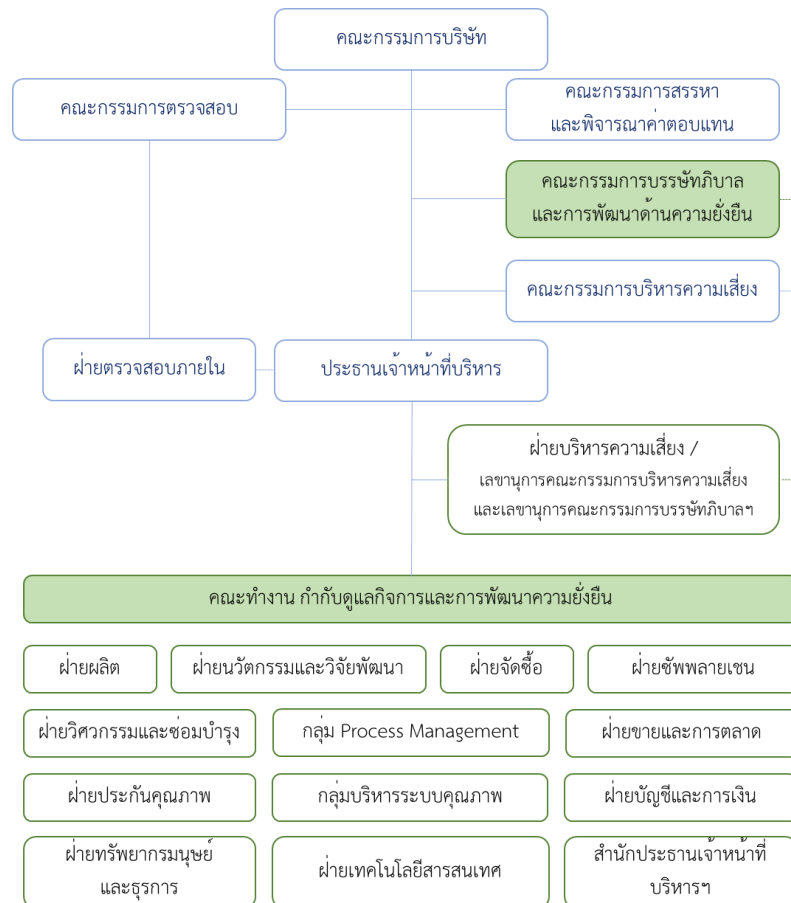 คณะกรรมการบริษัท
คณะกรรมการตรวจสอบ
คณะกรรมการสรรหา
และพิจารณาค่าตอบแทน
คณะกรรมการบรรษัทภิบาล
และการพัฒนาด้านความยั่งยืน
คณะกรรมการบริหารความเสี่ยง
ฝ่ายตรวจสอบภายใน
ประธานเจ้าหน้าที่บริหาร
ฝ่ายบริหารความเสี่ยง /
เลขานุการคณะกรรมการบริหารความเสี่ยง
และเลขานุการคณะกรรมการบรรษัทภิบาลฯ
คณะทำงาน กำกับดูแลกิจการและการพัฒนาความยั่งยืน
ฝ่ายผลิต
ฝ่ายนวัตกรรมและวิจัยพัฒนา
ฝ่ายจัดซื้อ
ฝ่ายซัพพลายเชน
ฝ่ายวิศวกรรมและซ่อมบำรุง
กลุ่ม Process Management
ฝ่ายขายและการตลาด
ฝ่ายประกันคุณภาพ
กลุ่มบริหารระบบคุณภาพ
ฝ่ายบัญชีและการเงิน
ฝ่ายทรัพยากรมนุษย์
และธุรการ
ฝ่ายเทคโนโลยีสารสนเทศ
สำนักประธานเจ้าหน้าที่
บริหารฯ